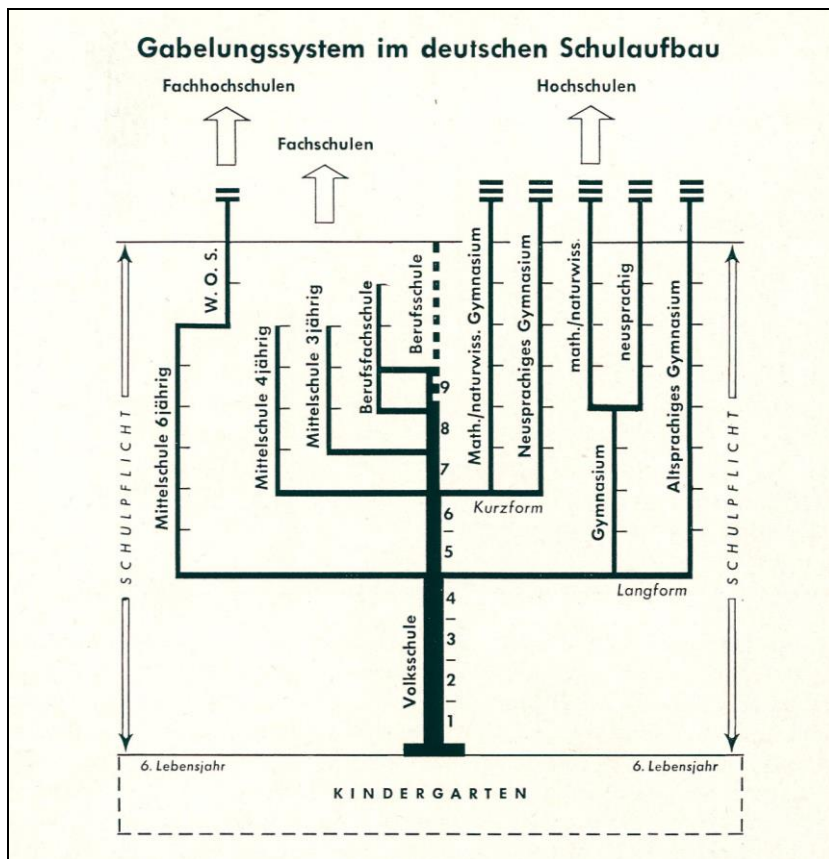 Gabelungssystem im deutschen Schulaufbau
Fachhochschulen
Hochschulen
Fachschulen
W. O. S.
Mittelschule 6jährig
Mittelschule 4jährig
Mittelschule 3jährig
Berufsfachschule
Berufsschule
Math./naturwiss. Gymnasium
Neusprachiges Gymnasium
math./naturwiss.
neusprachig
Gymnasium
Altsprachiges Gymnasium
SCHULPFLICHT
SCHULPFLICHT
9
8
7
6
5
4
3
2
1
Kurzform
Langform
Volksschule
6. Lebensjahr
6. Lebensjahr
KINDERGARTEN